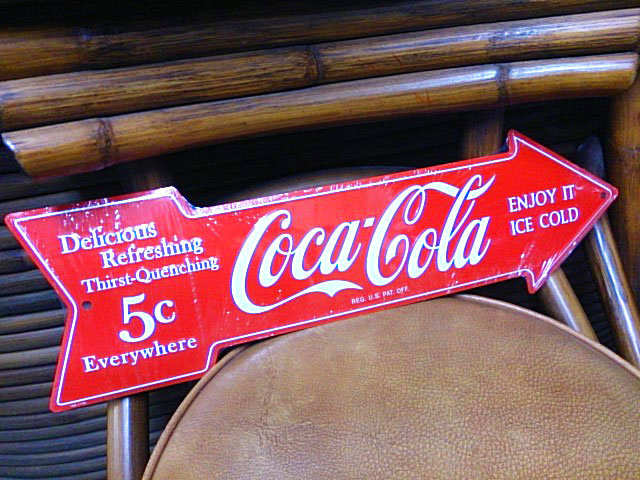 Delicious
Refreshing
Thirst-Quenching
5c
Everywhere
Coca-Cola
REG. U.S. PAT. OFF.
ENJOY IT
ICE COLD